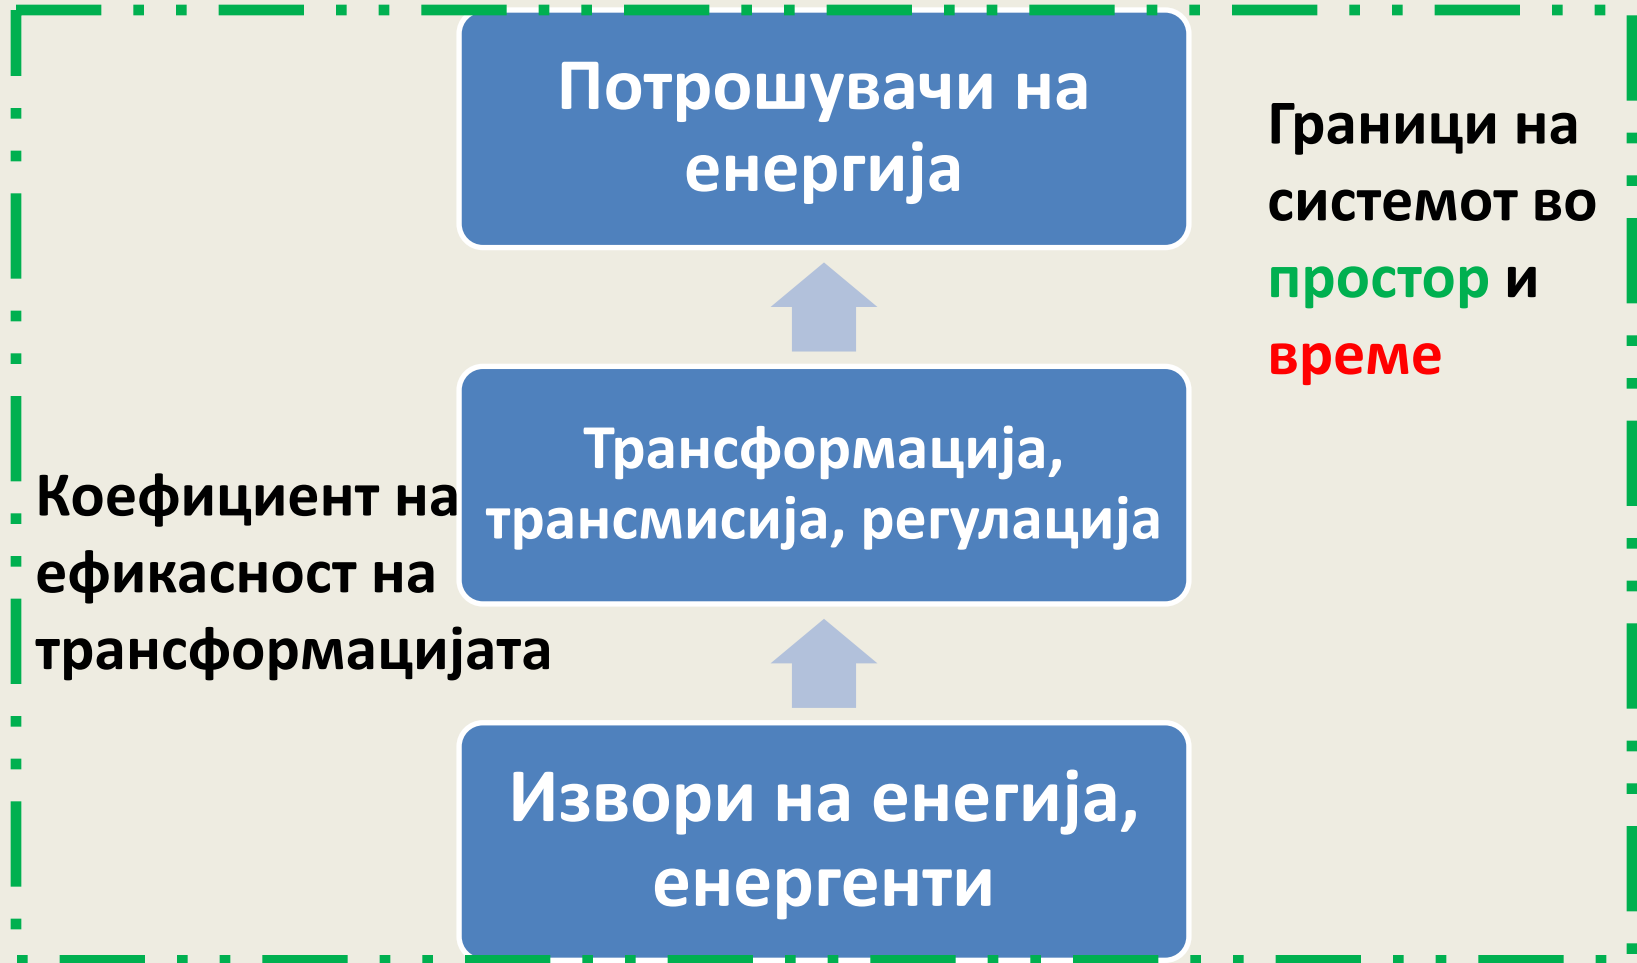 Потрошувачи на
енергија
Граници на
системот во
простор и
време
Трансформација,
трансмисија, регулација
Коефициент на
ефикасност на
трансформацијата
Извори на енегија,
енергенти